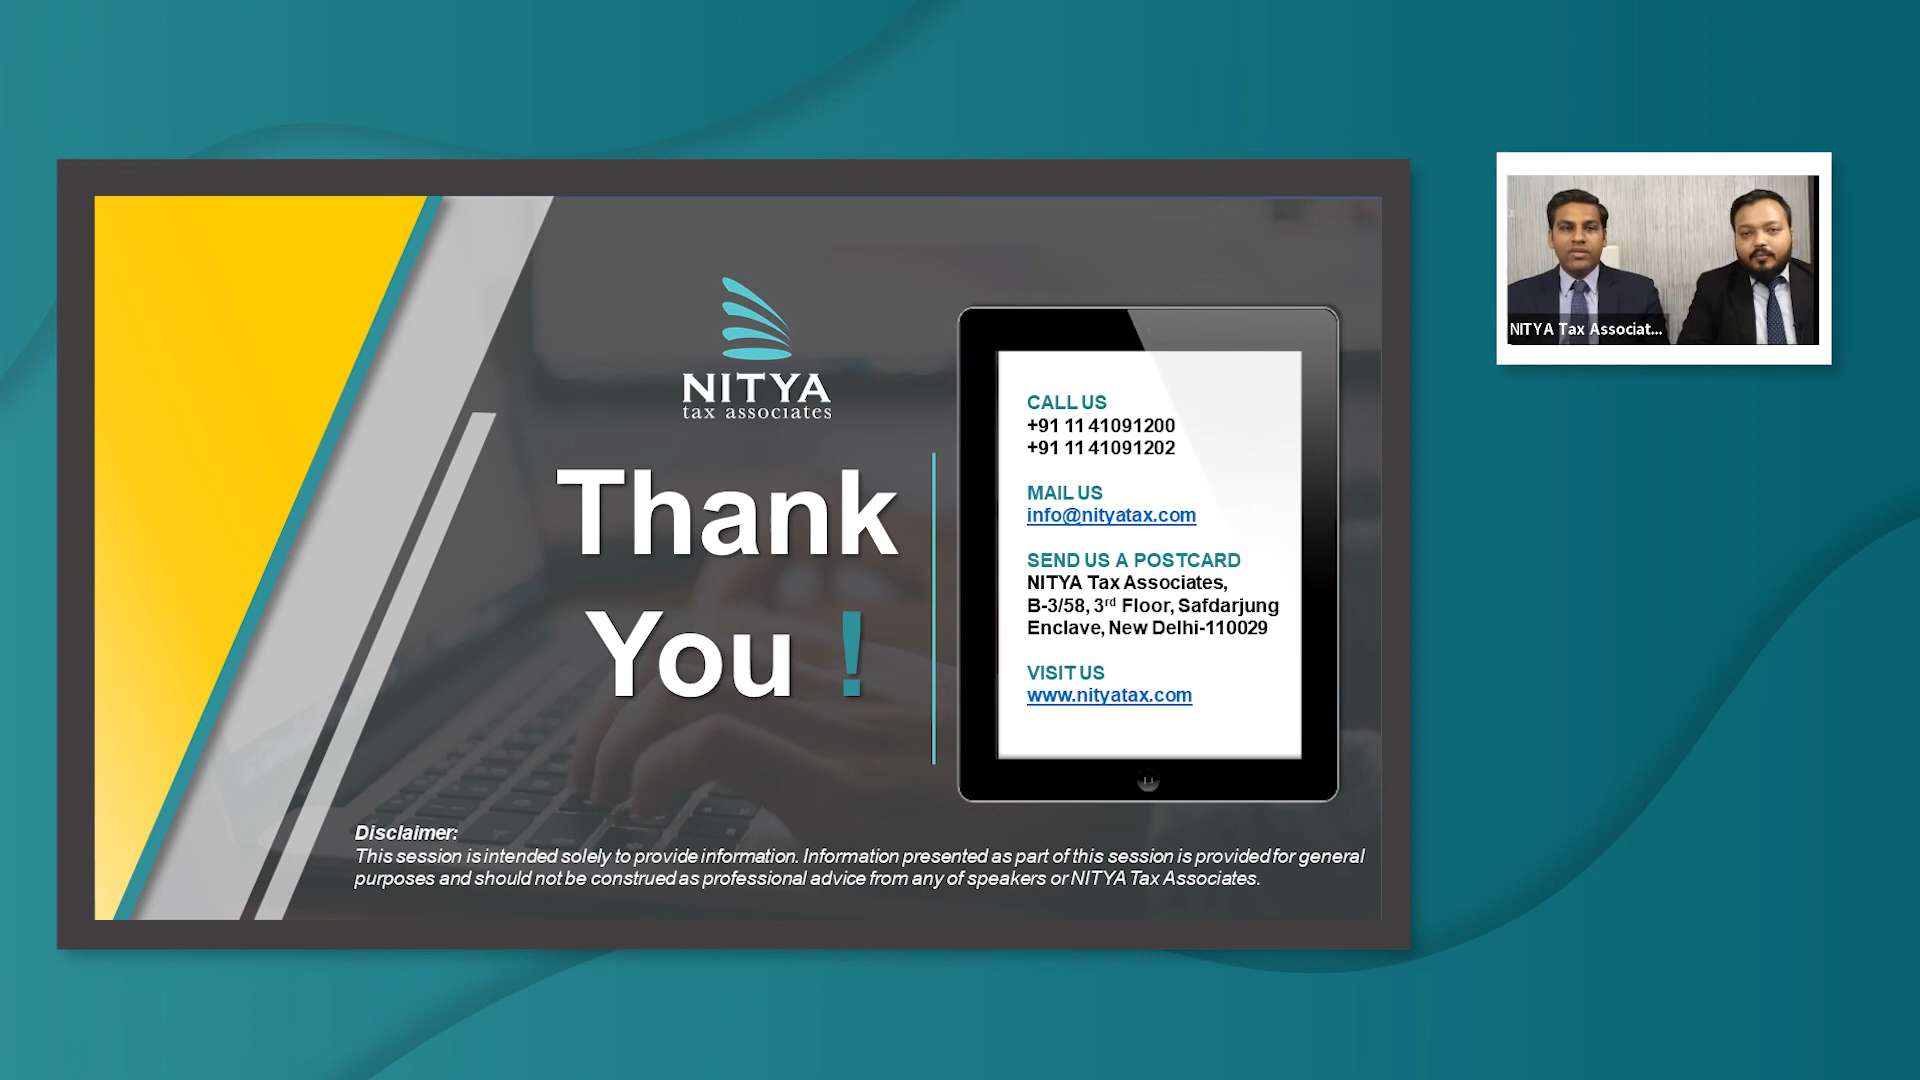 NITYA
tax associates
Thank
You !
CALL US
+91 11 41091200
+91 11 41091202
MAIL US
info@nityatax.com
SEND US A POSTCARD
NITYA Tax Associates,
B-3/58, 3rd Floor, Safdarjung
Enclave, New Delhi-110029
VISIT US
www.nityatax.com
Disclaimer:
This session is intended solely to provide information. Information presented as part of this session is provided for general
purposes and should not be construed as professional advice from any of speakers or NITYA Tax Associates.
NITYA Tax Associat...